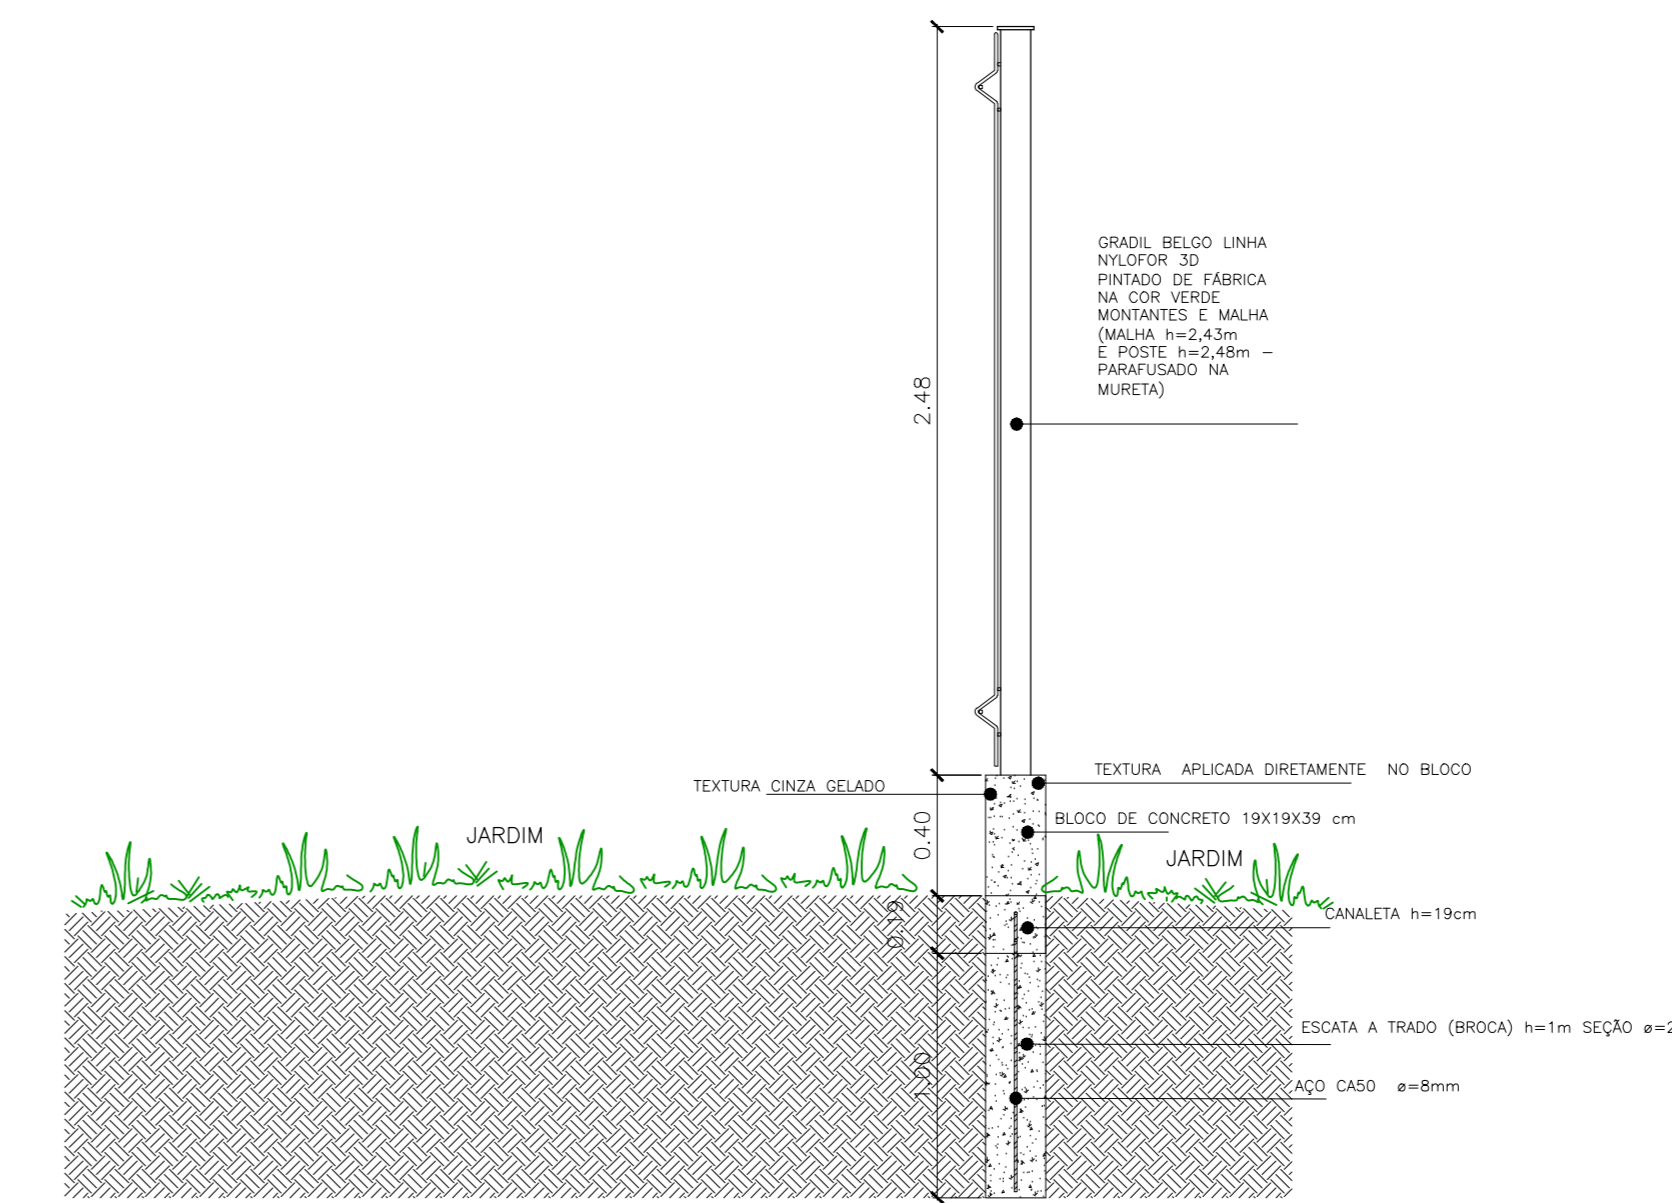 GRADIL BELGO LINHA
NYLOFOR 3D
PINTADO DE FÁBRICA
NA COR VERDE
MONTANTES E MALHA
(MALHA h=2,43m
E POSTE h=2,48m –
PARAFUSADO NA
MURETA)
2.48
TEXTURA APLICADA DIRETAMENTE NO BLOCO
TEXTURA CINZA GELADO
BLOCO DE CONCRETO 19X19X39 cm
0.40
JARDIM
JARDIM
0.19
CANALETA h=19cm
ESCATA A TRADO (BROCA) h=1m SEÇÃO ø=2
1.00
AÇO CA50 ø=8mm